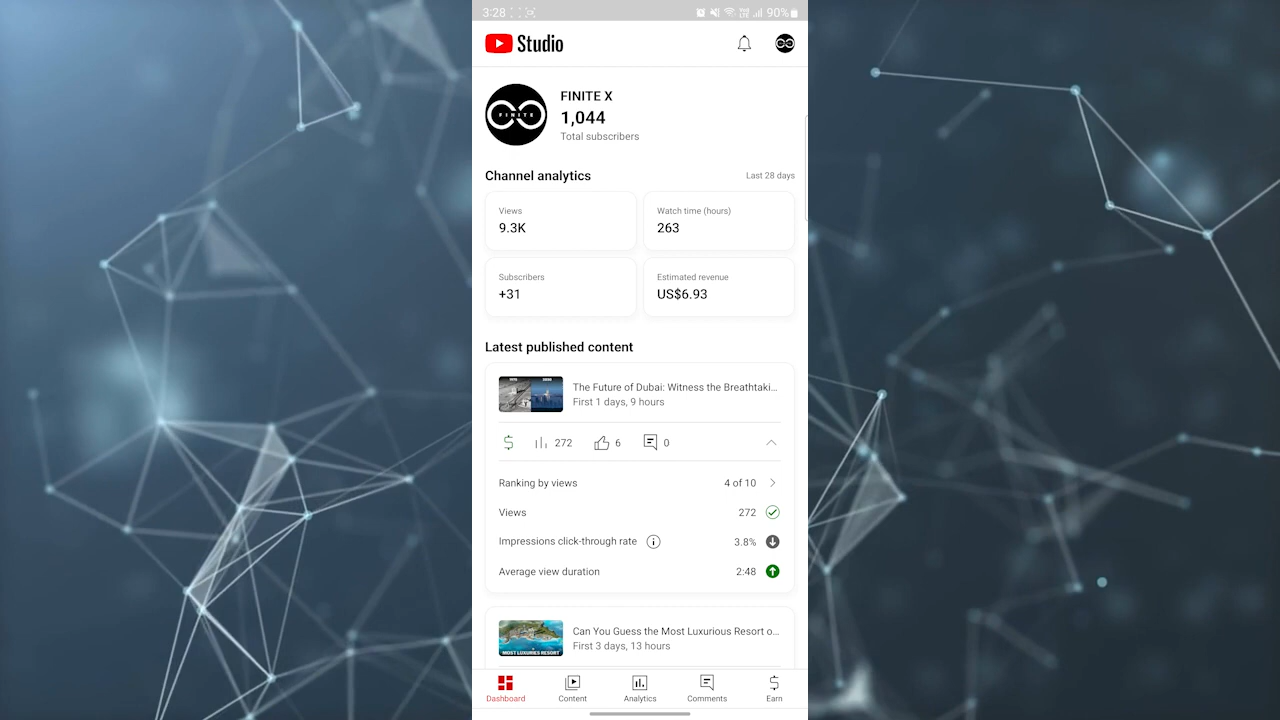 3:28 90%
Studio
FINITE
FINITE X
1,044
Total subscribers
Channel analytics Last 28 days
Views Watch time (hours)
9.3K 263
Subscribers Estimated revenue
+31 US$6.93
Latest published content
The Future of Dubai: Witness the Breathtaki...
First 1 days, 9 hours
$ 272 6 0
Ranking by views 4 of 10
Views 272
Impressions click-through rate 3.8%
Average view duration 2:48
Can You Guess the Most Luxurious Resort o...
First 3 days, 13 hours
MOST LUXURIES RESORT
Dashboard Content Analytics Comments Earn